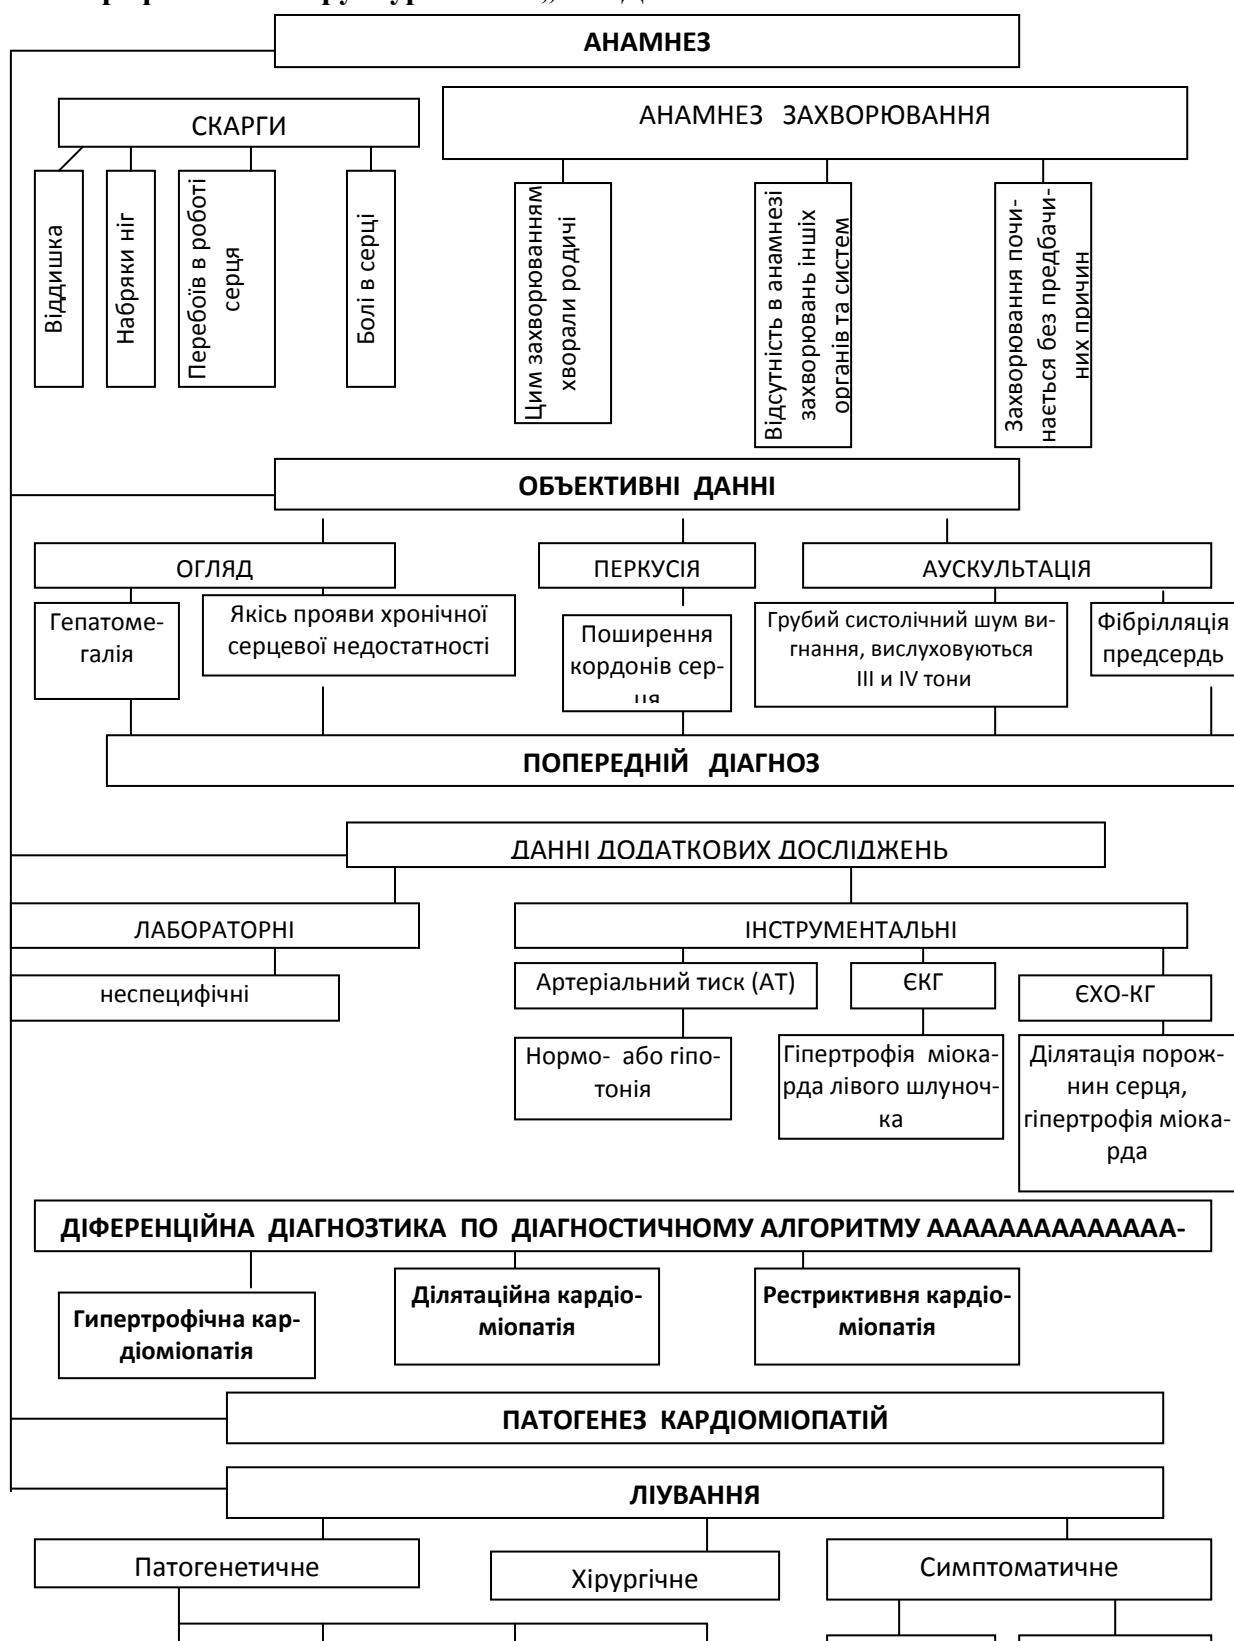 АНАМНЕЗ
СКАРГИ
АНАМНЕЗ ЗАХВОРЮВАННЯ
Віддишка
Набряки ніг
Перебоїв в роботі
серця
Болі в серці
Цим захворюванням
хворали родичі
Відсутність в анамнезі
захворювань інших
органів та систем
Захворювання почи-
нається без предбачи-
них причин
ОБЪЕКТИВНІ ДАННІ
ОГЛЯД
ПЕРКУСІЯ
АУСКУЛЬТАЦІЯ
Гепатоме-
галія
Якісь прояви хронічної
серцевої недостатності
Поширення
кордонів сер-
ця
Грубий систолічний шум ви-
гнання, вислуховуються
III и IV тони
Фібрілляція
предсердь
ПОПЕРЕДНІЙ ДІАГНОЗ
ДАННІ ДОДАТКОВИХ ДОСЛІДЖЕНЬ
ЛАБОРАТОРНІ
ІНСТРУМЕНТАЛЬНІ
неспецифічні
Артеріальний тиск (АТ)
ЄКГ
ЄХО-КГ
Нормо- або гіпо-
тонія
Гіпертрофія міока-
рда лівого шлуноч-
ка
Ділятація порож-
нин серця,
гіпертрофія міока-
рда
ДІФЕРЕНЦІЙНА ДІАГНОЗТИКА ПО ДІАГНОСТИЧНОМУ АЛГОРИТМУ АААААААААААААА-
Гипертрофічна кар-
діоміопатія
Ділятаційна кардіо-
міопатія
Рестриктивня кардіо-
міопатія
ПАТОГЕНЕЗ КАРДІОМІОПАТІЙ
ЛІУВАННЯ
Патогенетичне
Хірургічне
Симптоматичне